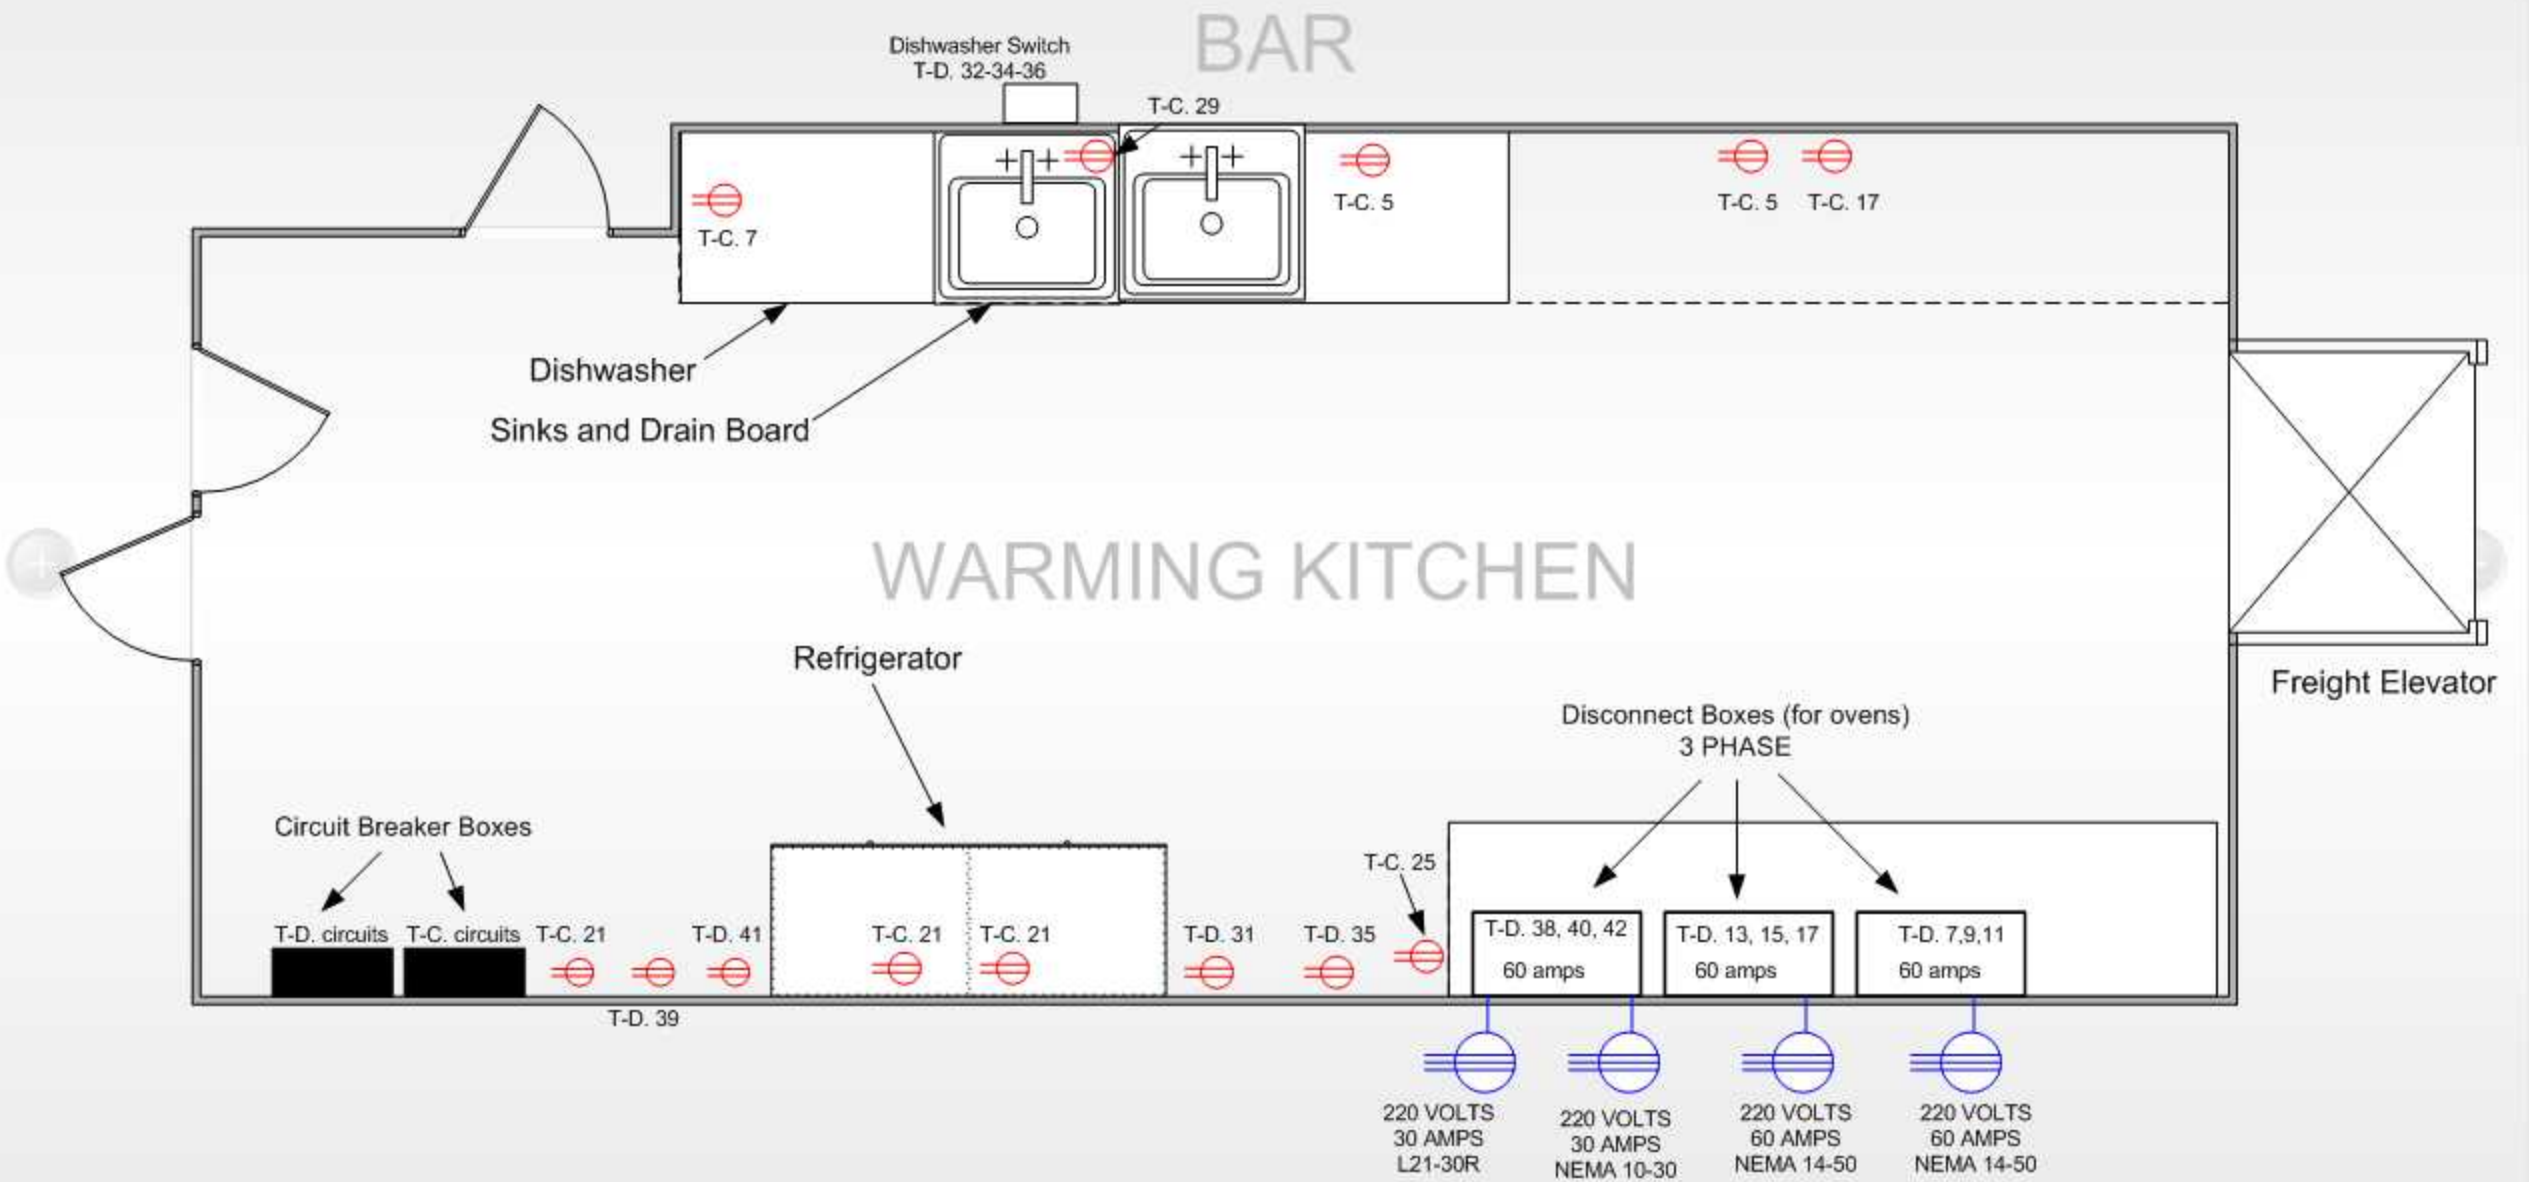 BAR
Dishwasher Switch
T-D. 32-34-36
T-C. 29
T-C. 7
T-C. 5
T-C. 5
T-C. 17
Dishwasher
Sinks and Drain Board
WARMING KITCHEN
Refrigerator
Freight Elevator
Disconnect Boxes (for ovens)
3 PHASE
Circuit Breaker Boxes
T-C. 25
T-D. circuits
T-C. circuits
T-C. 21
T-D. 41
T-C. 21
T-C. 21
T-D. 31
T-D. 35
T-D. 38, 40, 42
60 amps
T-D. 13, 15, 17
60 amps
T-D. 7,9,11
60 amps
T-D. 39
220 VOLTS
30 AMPS
L21-30R
220 VOLTS
30 AMPS
NEMA 10-30
220 VOLTS
60 AMPS
NEMA 14-50
220 VOLTS
60 AMPS
NEMA 14-50